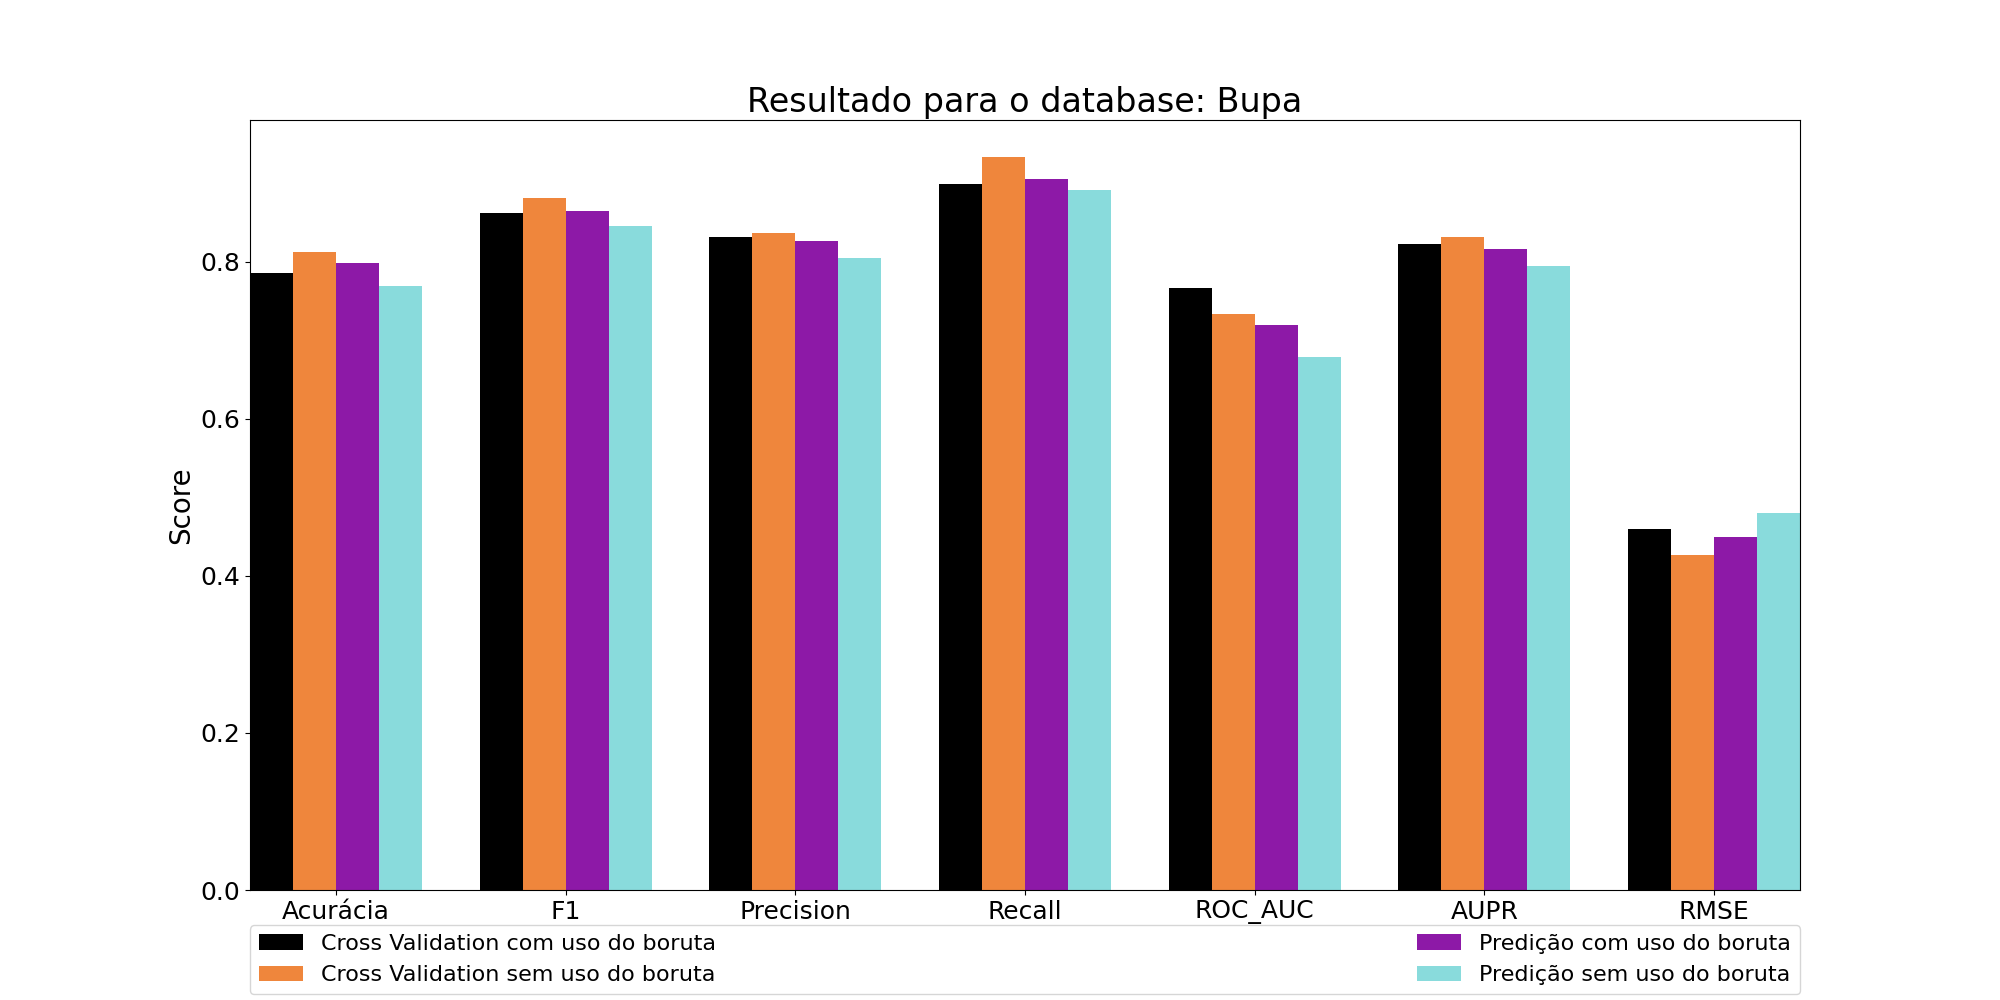 Resultado para o database: Bupa
Score
0.8
0.6
0.4
0.2
0.0
Acurácia F1 Precision Recall ROC_AUC AUPR RMSE
Cross Validation com uso do boruta
Cross Validation sem uso do boruta
Predição com uso do boruta
Predição sem uso do boruta